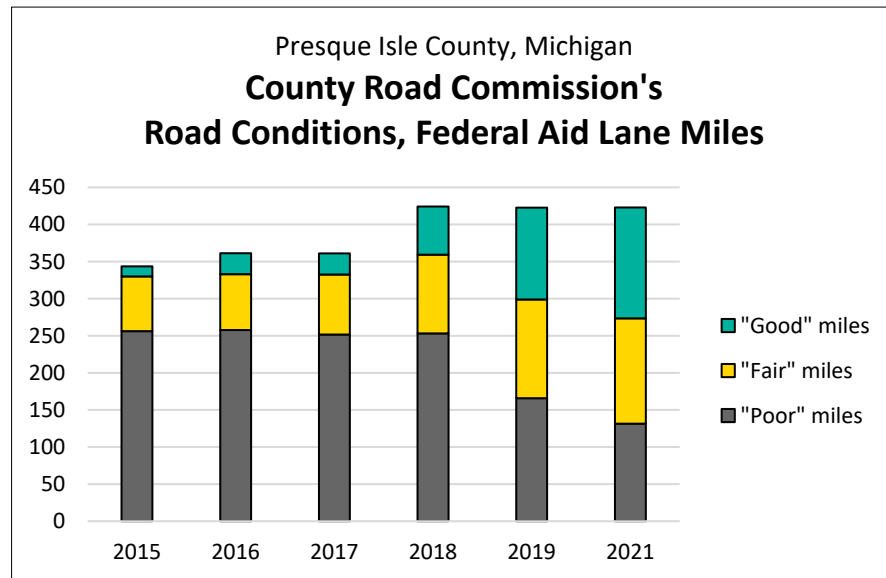 Presque Isle County, Michigan
County Road Commission's
Road Conditions, Federal Aid Lane Miles
450
400
350
300
250
200
150
100
50
0
2015 2016 2017 2018 2019 2021
"Good" miles
"Fair" miles
"Poor" miles